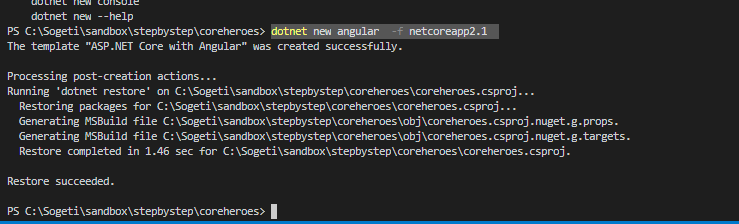 dotnet new console
dotnet new --help
PS C:\Sogeti\sandbox\stepbystep\coreheroes> dotnet new angular -f netcoreapp2.1
The template "ASP.NET Core with Angular" was created successfully.
Processing post-creation actions...
Running 'dotnet restore' on C:\Sogeti\sandbox\stepbystep\coreheroes\coreheroes.csproj...
Restoring packages for C:\Sogeti\sandbox\stepbystep\coreheroes\coreheroes.csproj...
Generating MSBuild file C:\Sogeti\sandbox\stepbystep\coreheroes\obj\coreheroes.csproj.nuget.g.props.
Generating MSBuild file C:\Sogeti\sandbox\stepbystep\coreheroes\obj\coreheroes.csproj.nuget.g.targets.
Restore completed in 1.46 sec for C:\Sogeti\sandbox\stepbystep\coreheroes\coreheroes.csproj.
Restore succeeded.
PS C:\Sogeti\sandbox\stepbystep\coreheroes>